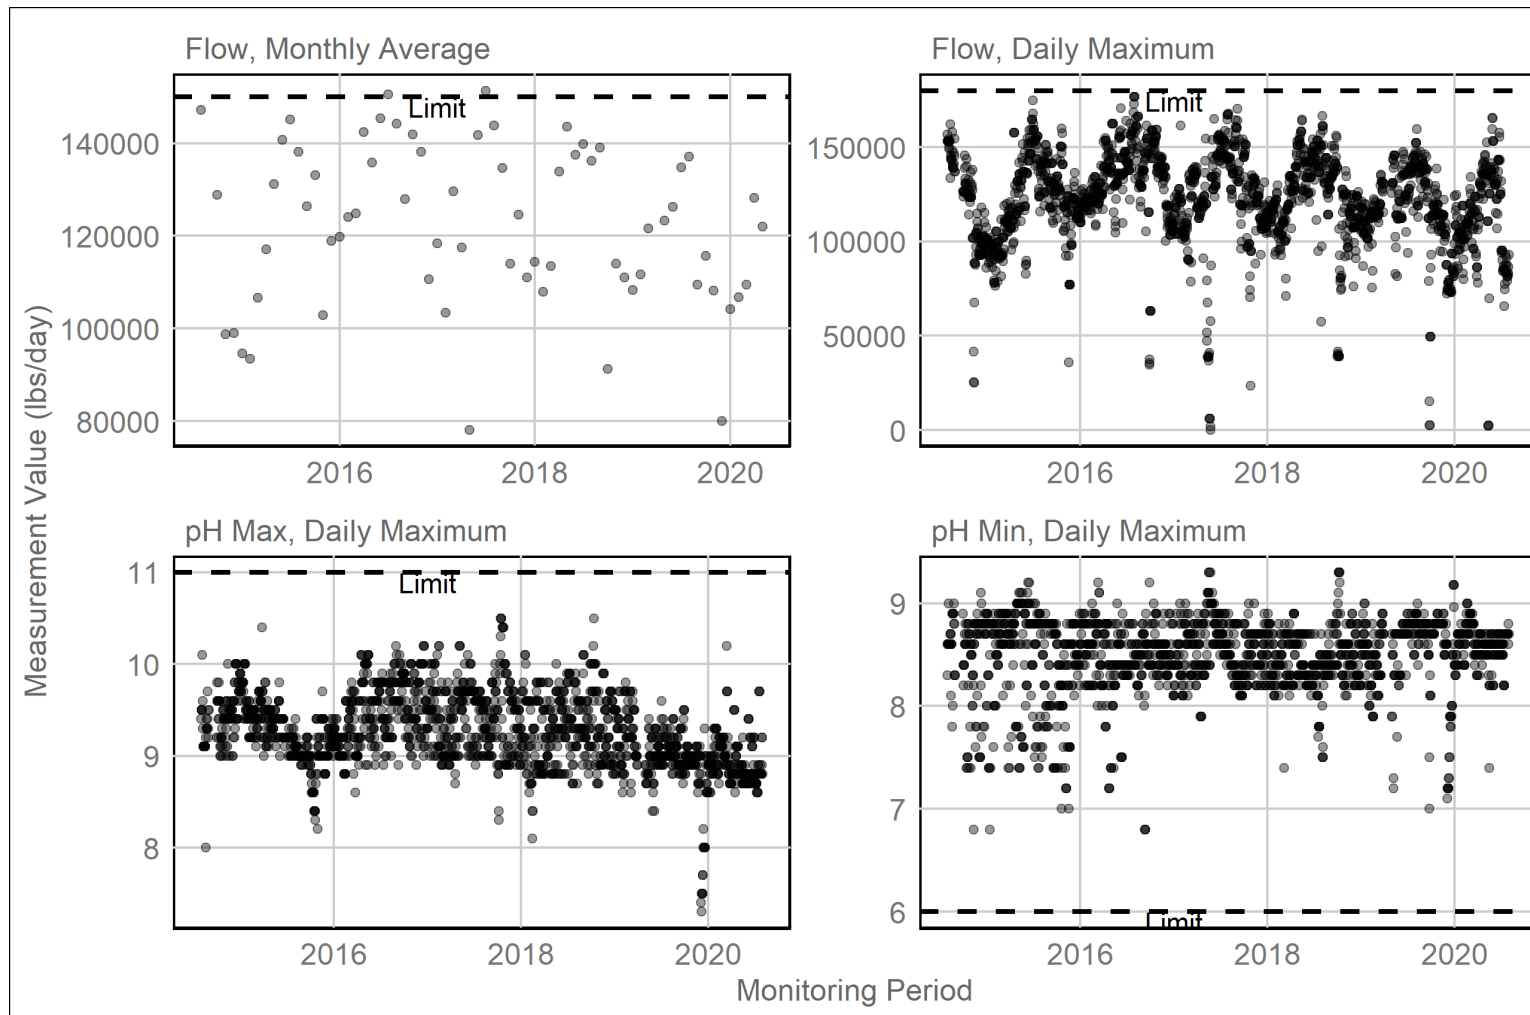 Flow, Monthly Average
Flow, Daily Maximum
Limit
140000
120000
100000
80000
2016
2018
2020
Limit
150000
100000
50000
0
2016
2018
2020
Measurement Value (lbs/day)
pH Max, Daily Maximum
pH Min, Daily Maximum
11
10
9
8
Limit
2016
2018
2020
9
8
7
6
Limit
2016
2018
2020
Monitoring Period